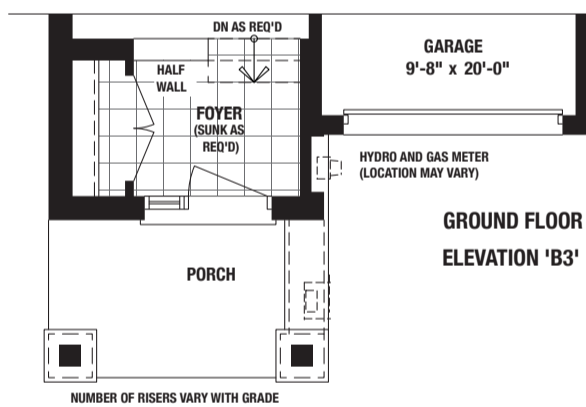 DN AS REQ'D
HALF
WALL
FOYER
(SUNK AS
REQ'D)
GARAGE
9'-8" x 20'-0"
HYDRO AND GAS METER
(LOCATION MAY VARY)
GROUND FLOOR
ELEVATION 'B3'
PORCH
NUMBER OF RISERS VARY WITH GRADE